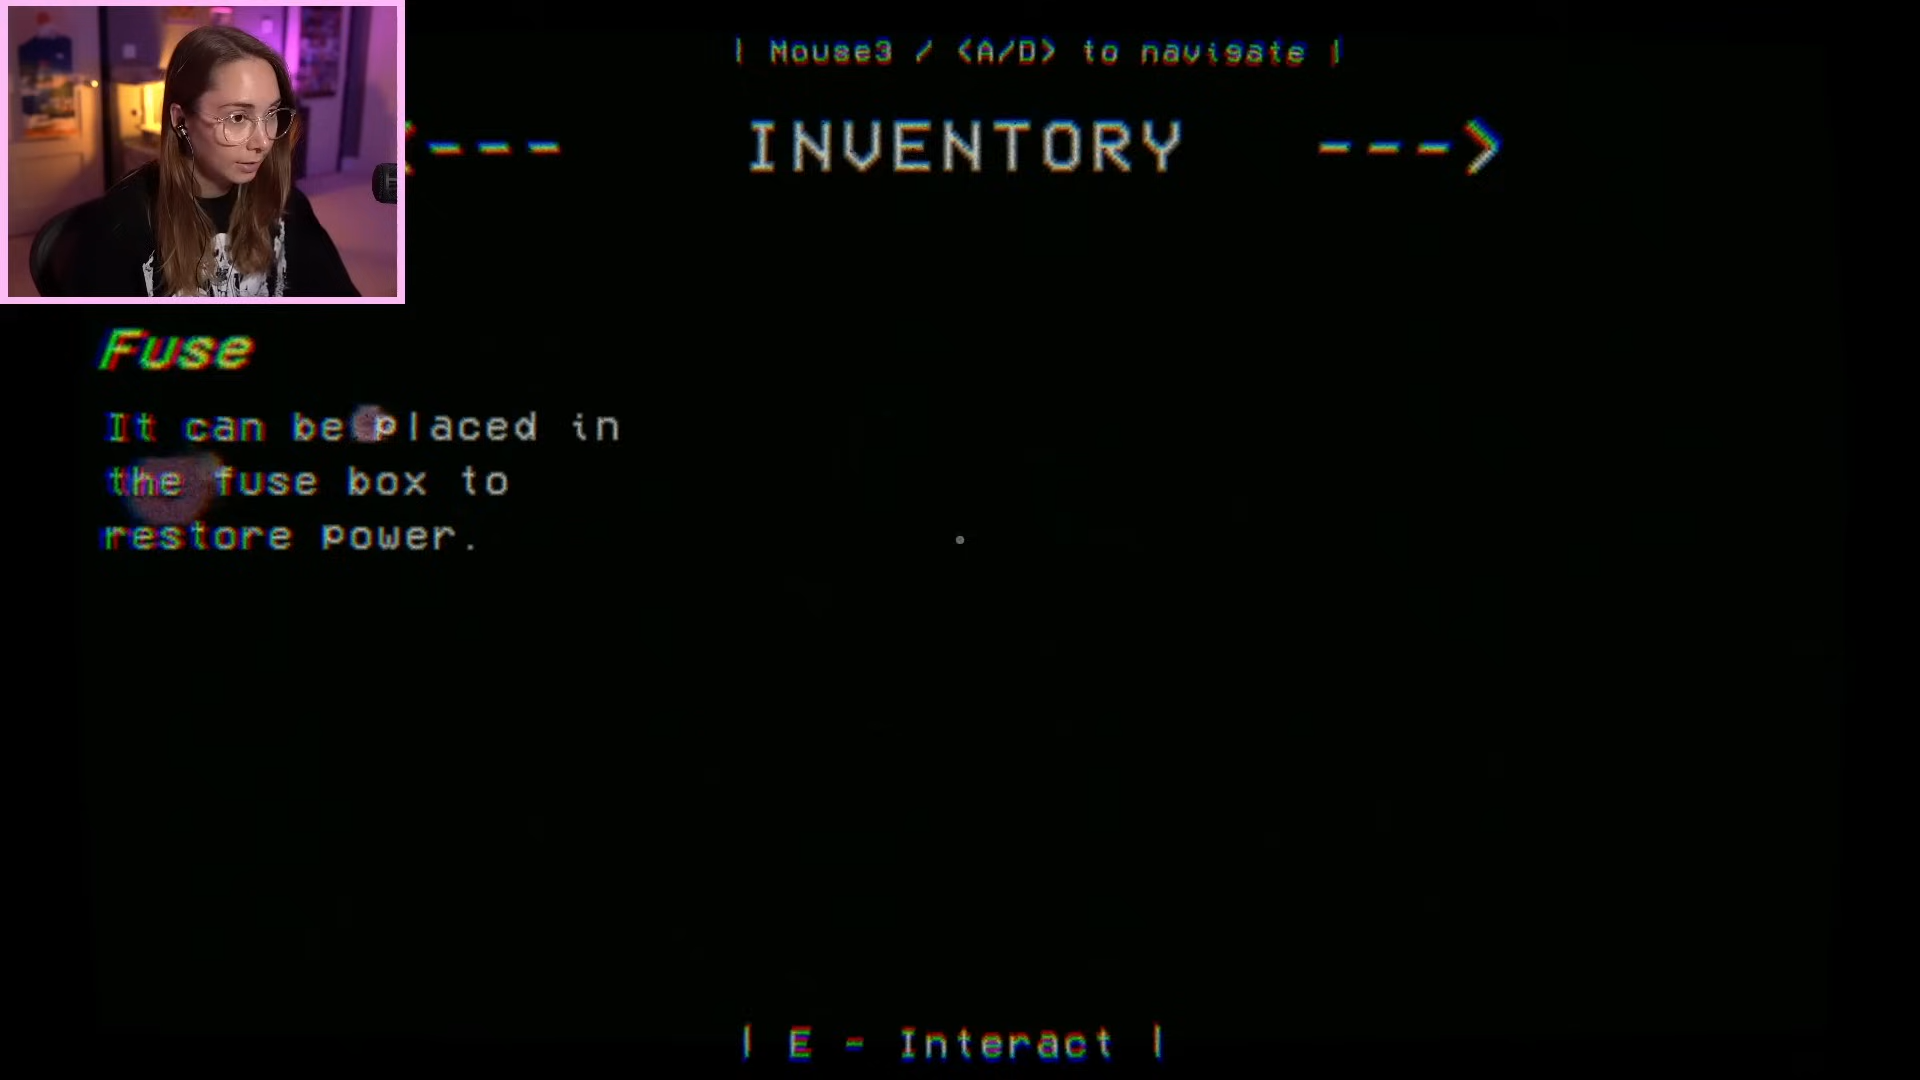 | Mouse3 / <A/D> to navigate |
<--- INVENTORY --->
Fuse
It can be placed in
the fuse box to
restore power.
| E - Interact |